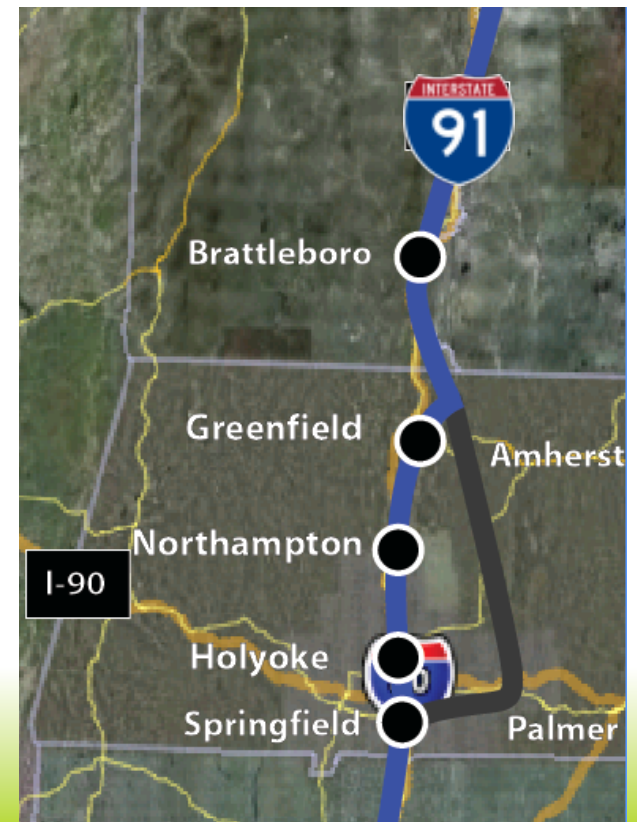 INTERSTATE
91
Brattleboro
Greenfield
Amherst
Northampton
I-90
Holyoke
Springfield
Palmer